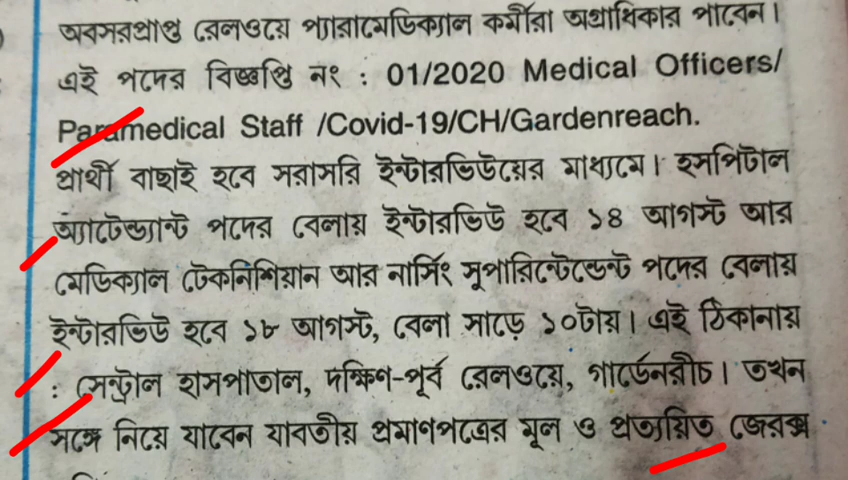 অবসরপ্রাপ্ত রেলওয়ে প্যারামেডিক্যাল কর্মীরা অগ্রাধিকার পাবেন।
এই পদের বিজ্ঞপ্তি নং : 01/2020 Medical Officers/
Paramedical Staff /Covid-19/CH/Gardenreach.
প্রার্থী বাছাই হবে সরাসরি ইন্টারভিউয়ের মাধ্যমে। হসপিটাল
অ্যাটেন্ড্যান্ট পদের বেলায় ইন্টারভিউ হবে ১৪ আগস্ট আর
মেডিক্যাল টেকনিশিয়ান আর নার্সিং সুপারিন্টেন্ডেন্ট পদের বেলায়
ইন্টারভিউ হবে ১৮ আগস্ট, বেলা সাড়ে ১০টায়। এই ঠিকানায়
: সেন্ট্রাল হাসপাতাল, দক্ষিণ-পূর্ব রেলওয়ে, গার্ডেনরীচ। তখন
সঙ্গে নিয়ে যাবেন যাবতীয় প্রমাণপত্রের মূল ও প্রত্যয়িত জেরক্স